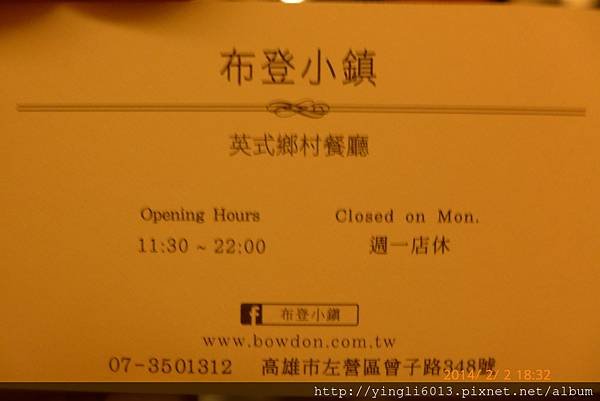 布登小鎮
英式鄉村餐廳
Opening Hours
Closed on Mon.
11:30 ~ 22:00
週一店休
f 布登小鎮
www.bowdon.com.tw
07-3501312 高雄市左營區曾子路348號
2014/ 2/ 2 18:32
http://yingli6013.pixnet.net/album